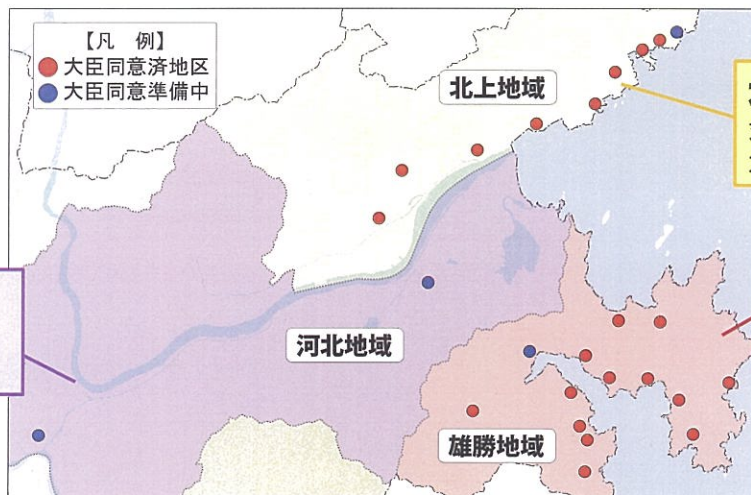 【凡 例】
大臣同意済地区
大臣同意準備中
北上地域
河北地域
雄勝地域